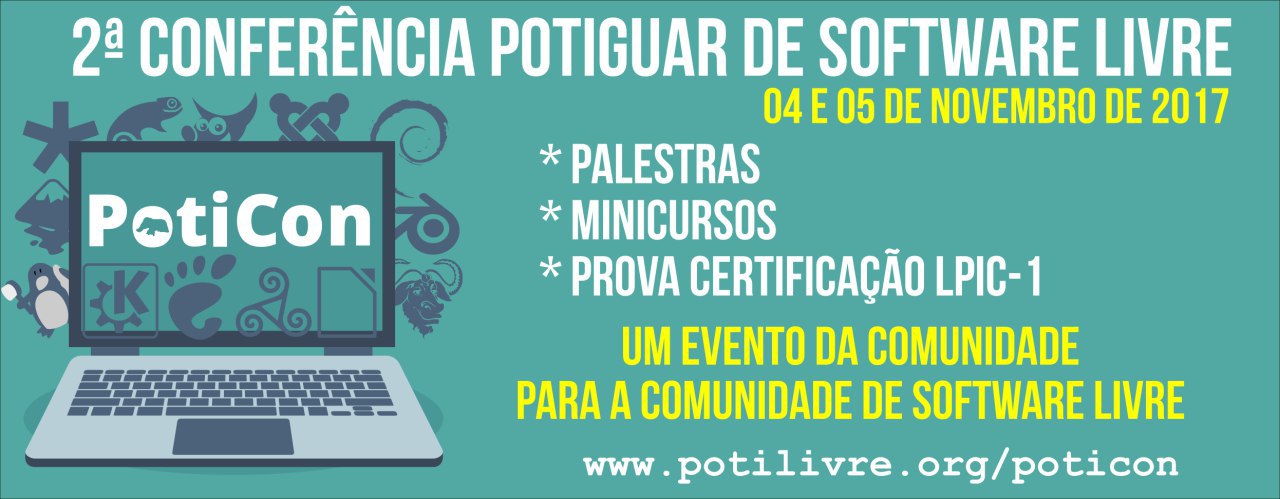 2ª CONFERÊNCIA POTIGUAR DE SOFTWARE LIVRE
04 E 05 DE NOVEMBRO DE 2017
* PALESTRAS
* MINICURSOS
* PROVA CERTIFICAÇÃO LPIC-1
PotiCon
K
UM EVENTO DA COMUNIDADE
PARA A COMUNIDADE DE SOFTWARE LIVRE
www.potilivre.org/poticon